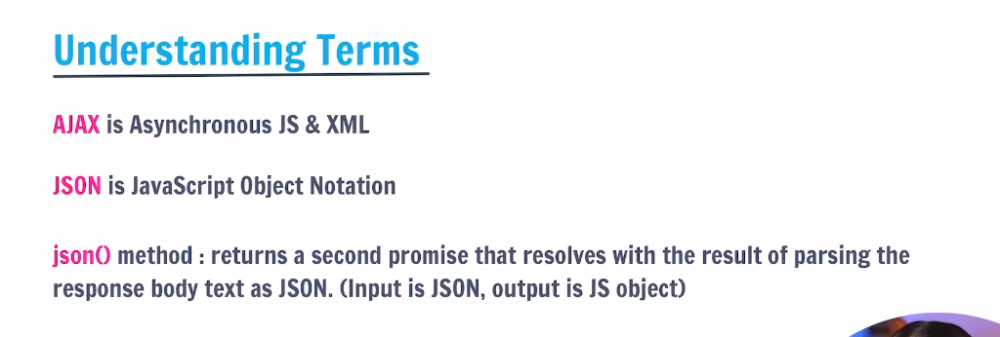 Understanding Terms
AJAX is Asynchronous JS & XML
JSON is JavaScript Object Notation
json() method : returns a second promise that resolves with the result of parsing the
response body text as JSON. (Input is JSON, output is JS object)